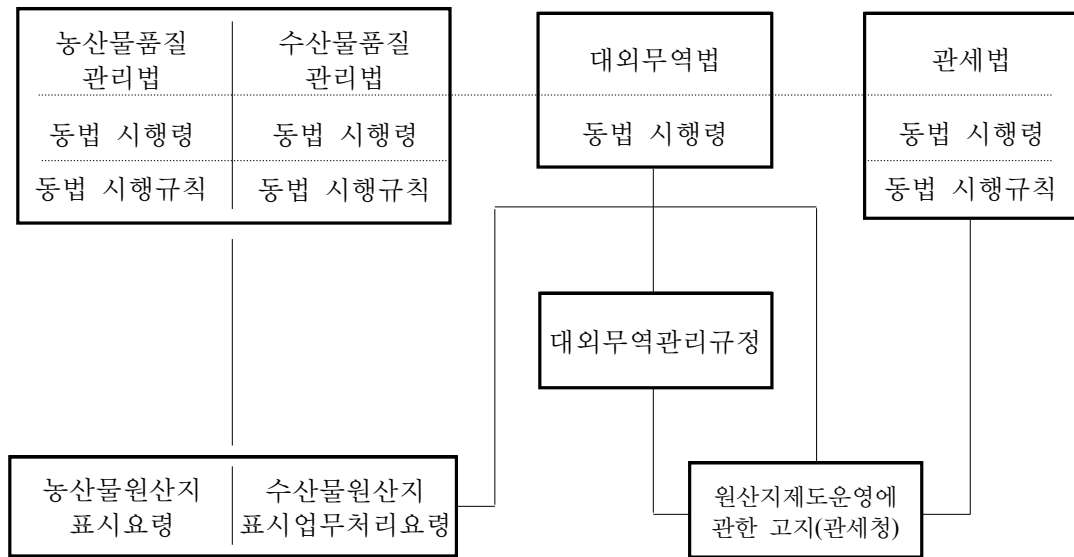 농산물품질
관리법
수산물품질
관리법
대외무역법
관세법
동법 시행령
동법 시행령
동법 시행령
동법 시행령
동법 시행규칙
동법 시행규칙
동법 시행규칙
대외무역관리규정
농산물원산지
표시요령
수산물원산지
표시업무처리요령
원산지제도운영에
관한 고지(관세청)